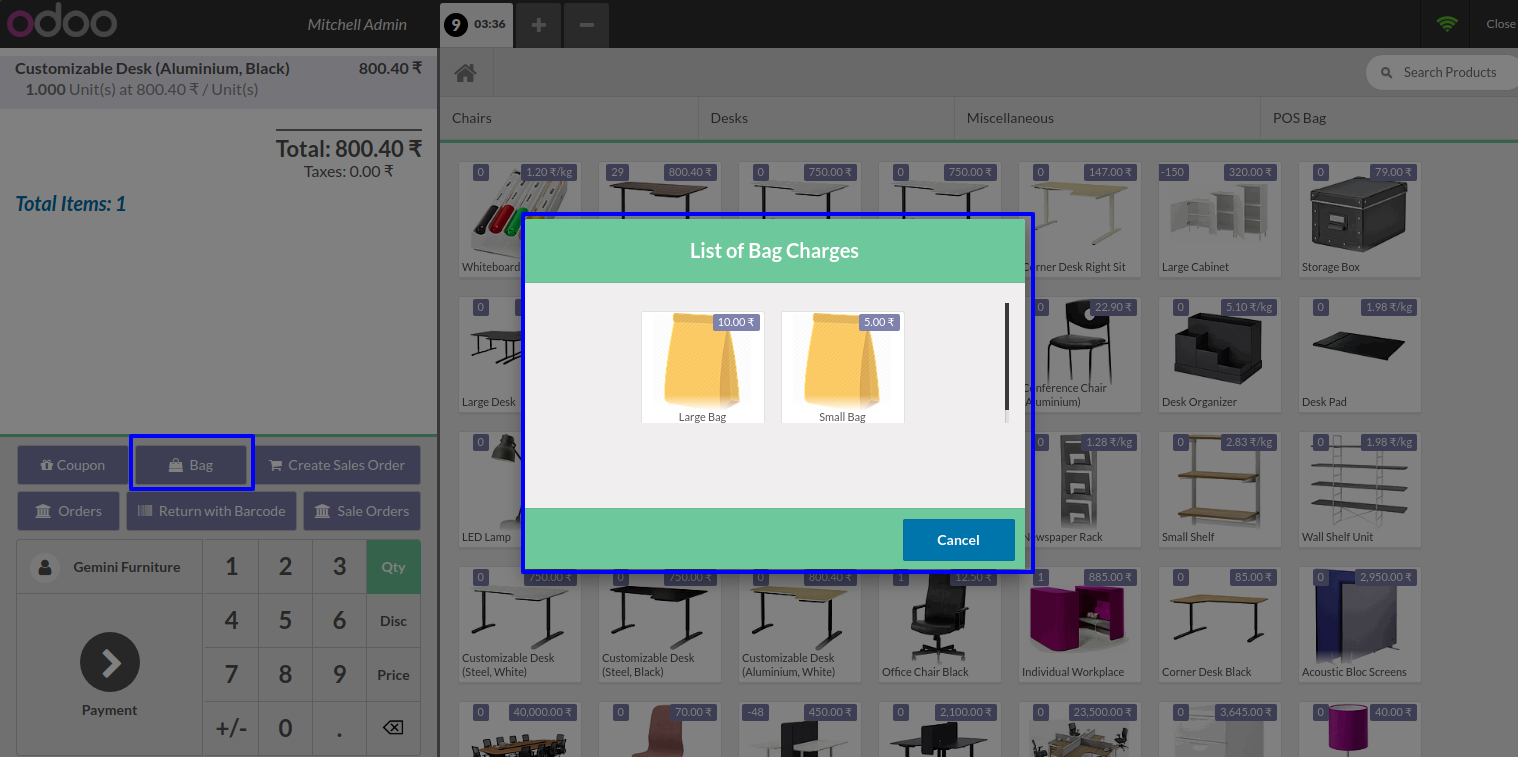 odoo
Mitchell Admin
9 03:36
+
−
Close
Customizable Desk (Aluminium, Black) 800.40 ₹
1.000 Unit(s) at 800.40 ₹ / Unit(s)
Total: 800.40 ₹
Taxes: 0.00 ₹
Total Items: 1
Search Products
Chairs
Desks
Miscellaneous
POS Bag
0 1.20 ₹/kg
29 800.40 ₹
0 750.00 ₹
0 750.00 ₹
0 147.00 ₹
-150 320.00 ₹
0 79.00 ₹
Whiteboard
Corner Desk Right Sit
Large Cabinet
Storage Box
List of Bag Charges
10.00 ₹
5.00 ₹
Large Bag
Small Bag
Cancel
0
0 22.90 ₹
0 5.10 ₹/kg
0 1.98 ₹/kg
Large Desk
Conference Chair
(Aluminium)
Desk Organizer
Desk Pad
0
0 1.28 ₹/kg
0 2.83 ₹/kg
0 1.98 ₹/kg
LED Lamp
Newspaper Rack
Small Shelf
Wall Shelf Unit
0 750.00 ₹
0 750.00 ₹
0 800.40 ₹
1 12.50 ₹
1 885.00 ₹
0 85.00 ₹
0 2,950.00 ₹
Customizable Desk
(Steel, White)
Customizable Desk
(Steel, Black)
Customizable Desk
(Aluminium, White)
Office Chair Black
Individual Workplace
Corner Desk Black
Acoustic Bloc Screens
0 40,000.00 ₹
0 70.00 ₹
-48 450.00 ₹
0 2,100.00 ₹
0 23,500.00 ₹
0 3,645.00 ₹
0 40.00 ₹
Coupon
Bag
Create Sales Order
Orders
Return with Barcode
Sale Orders
Gemini Furniture
1 2 3 Qty
4 5 6 Disc
7 8 9 Price
+/- 0 .
Payment